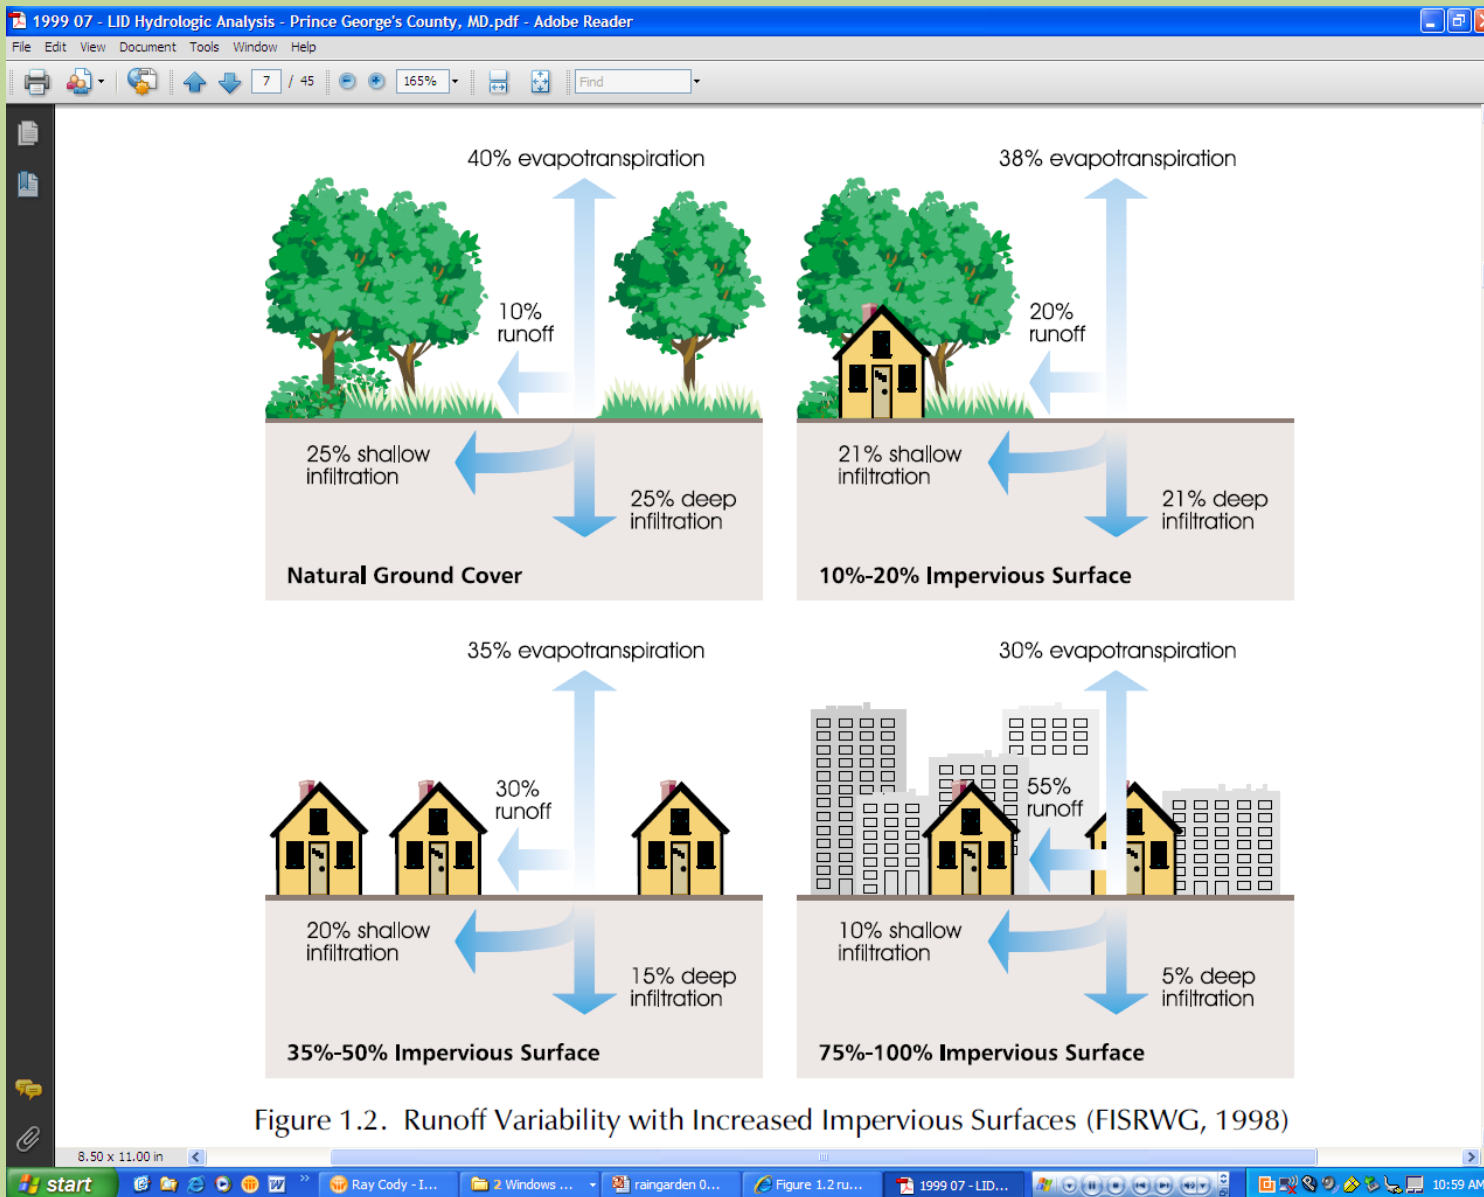 1999 07 - LID Hydrologic Analysis - Prince George's County, MD.pdf - Adobe Reader
File Edit View Document Tools Window Help
7 / 45 165% Find
40% evapotranspiration
10%
runoff
25% shallow
infiltration
25% deep
infiltration
Natural Ground Cover
38% evapotranspiration
20%
runoff
21% shallow
infiltration
21% deep
infiltration
10%-20% Impervious Surface
35% evapotranspiration
30%
runoff
20% shallow
infiltration
15% deep
infiltration
35%-50% Impervious Surface
30% evapotranspiration
55%
runoff
10% shallow
infiltration
5% deep
infiltration
75%-100% Impervious Surface
Figure 1.2. Runoff Variability with Increased Impervious Surfaces (FISRWG, 1998)
8.50 x 11.00 in
start Ray Cody - I... 2 Windows ... raingarden 0... Figure 1.2 ru... 1999 07 - LID... 10:59 AM